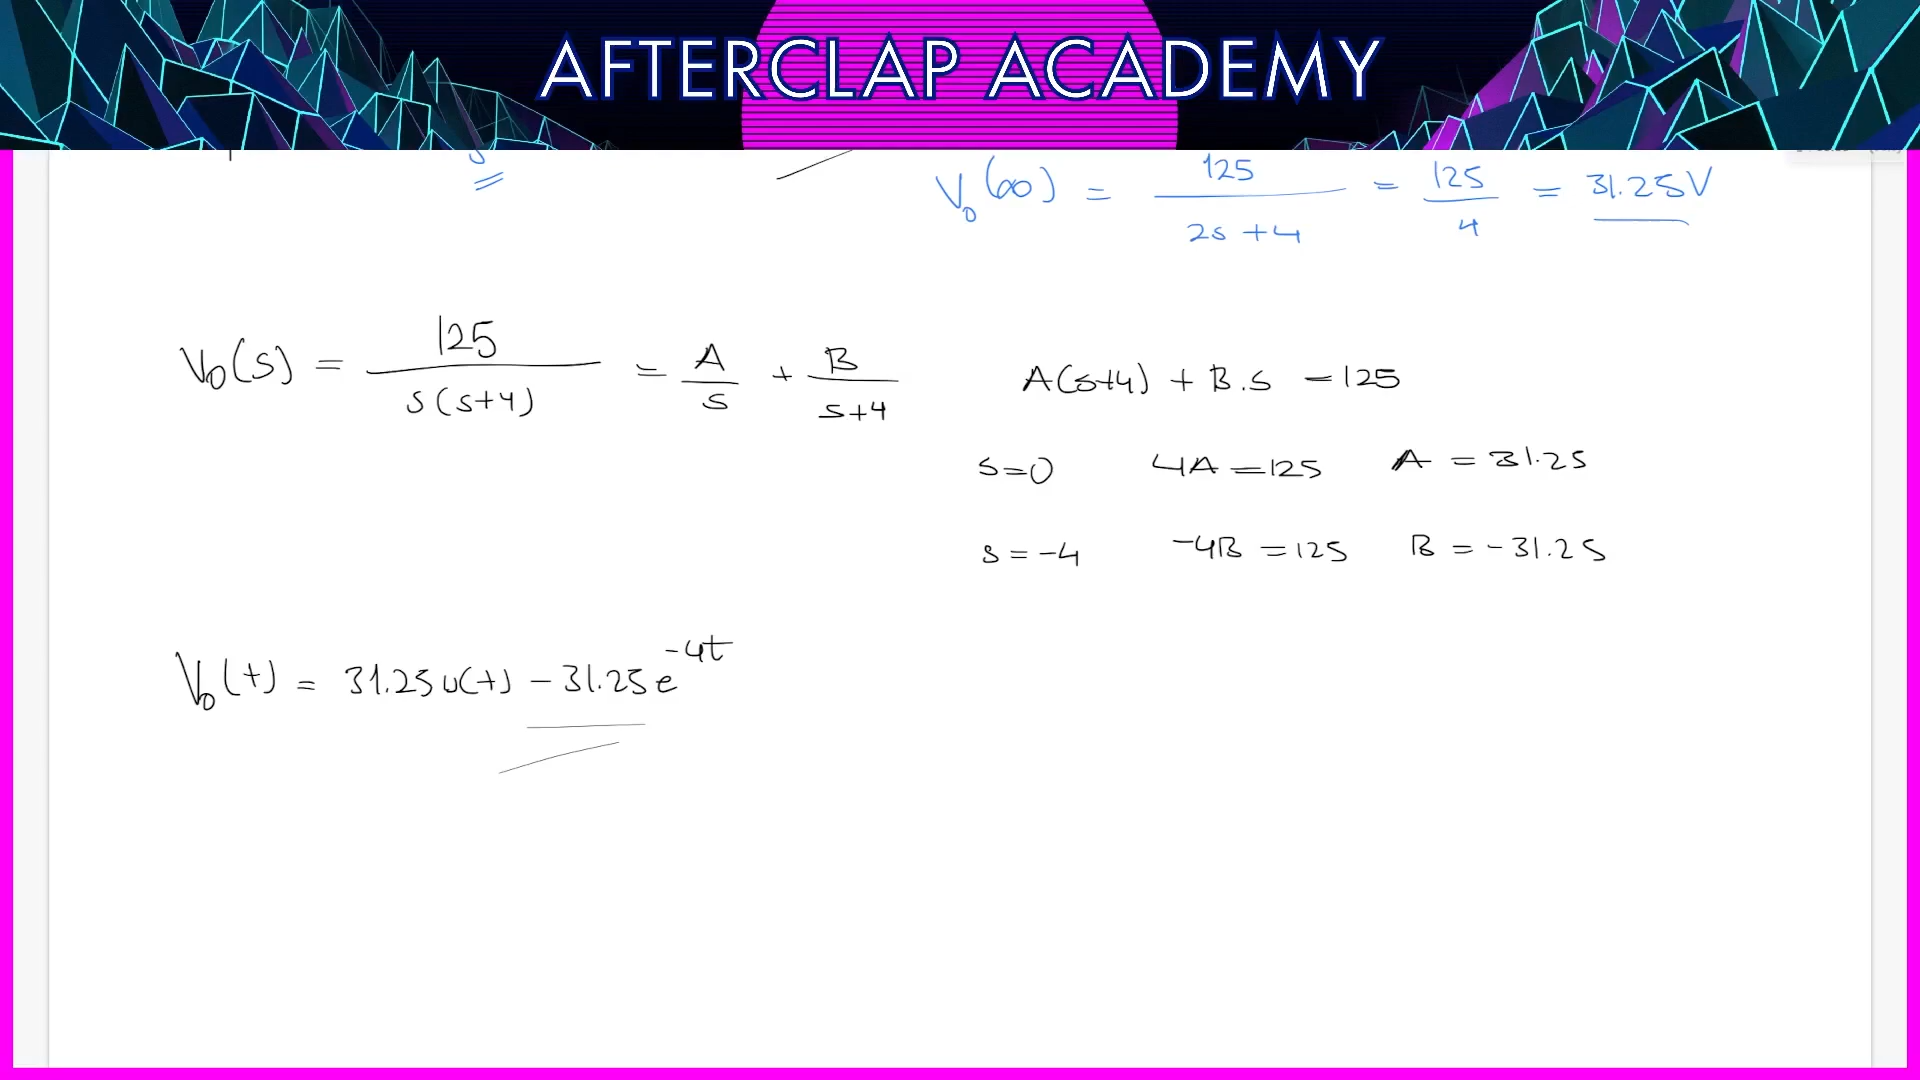 AFTERCLAP ACADEMY
V₀(∞) = 125 / (2s+4) = 125 / 4 = 31.25V
V₀(s) = 125 / s(s+4) = A / s + B / s+4
A(s+4) + B.s = 125
s=0 4A = 125 A = 31.25
s = -4 -4B = 125 B = -31.25
V₀(t) = 31.25u(t) - 31.25e^-4t